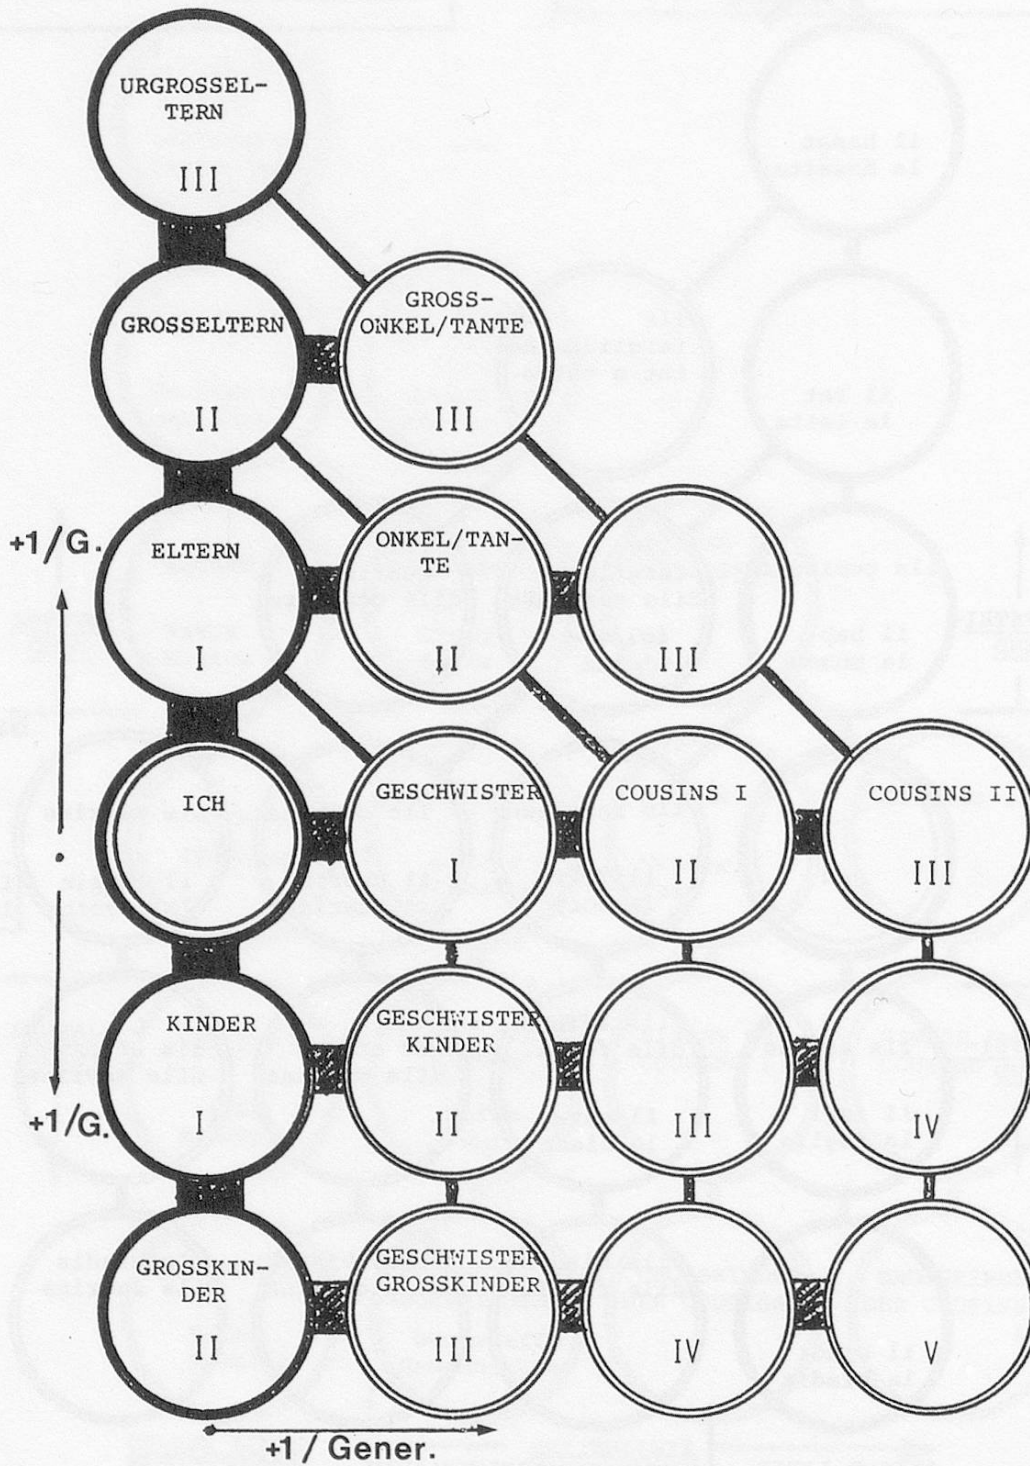 URGROSSEL-
TERN
III
GROSSELTERN
II
GROSS-
ONKEL/TANTE
III
+1/G.
ELTERN
I
ONKEL/TAN-
TE
II
III
ICH
GESCHWISTER
I
COUSINS I
II
COUSINS II
III
KINDER
I
GESCHWISTER
KINDER
II
III
IV
+1/G.
GROSSKIN-
DER
II
GESCHWISTER
GROSSKINDER
III
IV
V
+1/Gener.